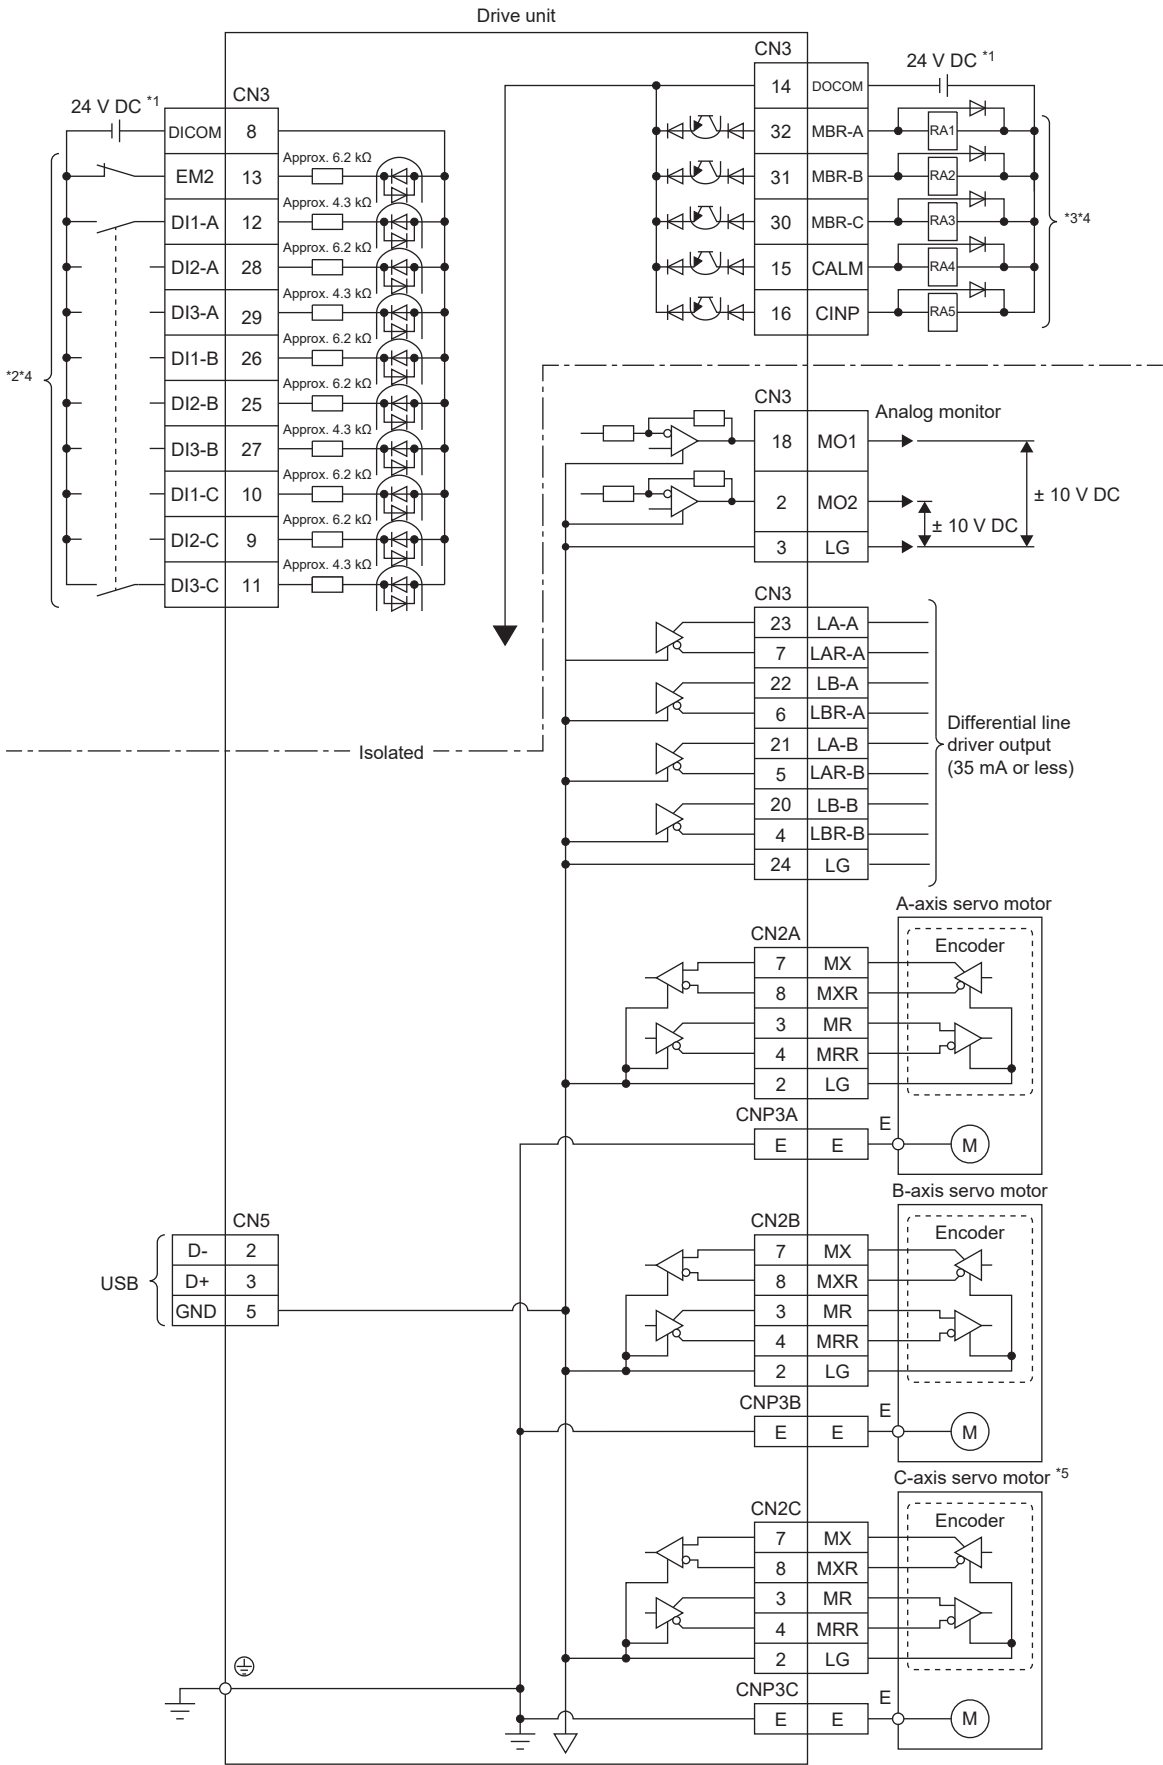 Drive unit
CN3
24 V DC *1
DICOM 8
EM2 13 Approx. 6.2 kΩ
DI1-A 12 Approx. 4.3 kΩ
DI2-A 28 Approx. 6.2 kΩ
DI3-A 29 Approx. 4.3 kΩ
DI1-B 26 Approx. 6.2 kΩ
DI2-B 25 Approx. 6.2 kΩ
DI3-B 27 Approx. 4.3 kΩ
DI1-C 10 Approx. 6.2 kΩ
DI2-C 9 Approx. 6.2 kΩ
DI3-C 11 Approx. 4.3 kΩ
*2*4
CN3
24 V DC *1
14 DOCOM
32 MBR-A RA1
31 MBR-B RA2
30 MBR-C RA3
15 CALM RA4
16 CINP RA5
*3*4
CN3
Analog monitor
18 MO1
2 MO2
3 LG
± 10 V DC
± 10 V DC
CN3
23 LA-A
7 LAR-A
22 LB-A
6 LBR-A
21 LA-B
5 LAR-B
20 LB-B
4 LBR-B
24 LG
Differential line
driver output
(35 mA or less)
Isolated
A-axis servo motor
CN2A
Encoder
7 MX
8 MXR
3 MR
4 MRR
2 LG
CNP3A
E E E M
B-axis servo motor
CN2B
Encoder
7 MX
8 MXR
3 MR
4 MRR
2 LG
CNP3B
E E E M
CN5
USB
D- 2
D+ 3
GND 5
C-axis servo motor *5
CN2C
Encoder
7 MX
8 MXR
3 MR
4 MRR
2 LG
CNP3C
E E E M